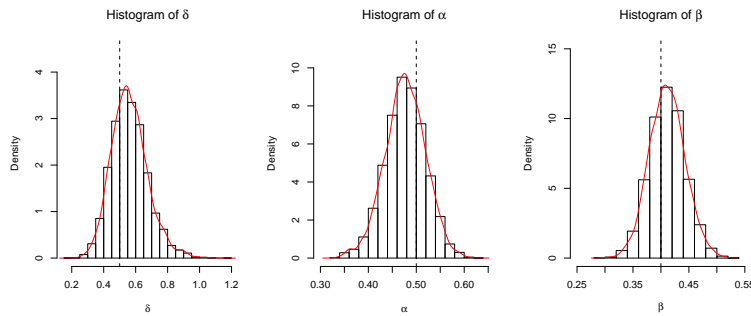 Histogram of δ
Density
0 1 2 3 4
0.2 0.4 0.6 0.8 1.0 1.2
δ
Histogram of α
Density
0 2 4 6 8 10
0.30 0.40 0.50 0.60
α
Histogram of β
Density
0 5 10 15
0.25 0.35 0.45 0.55
β